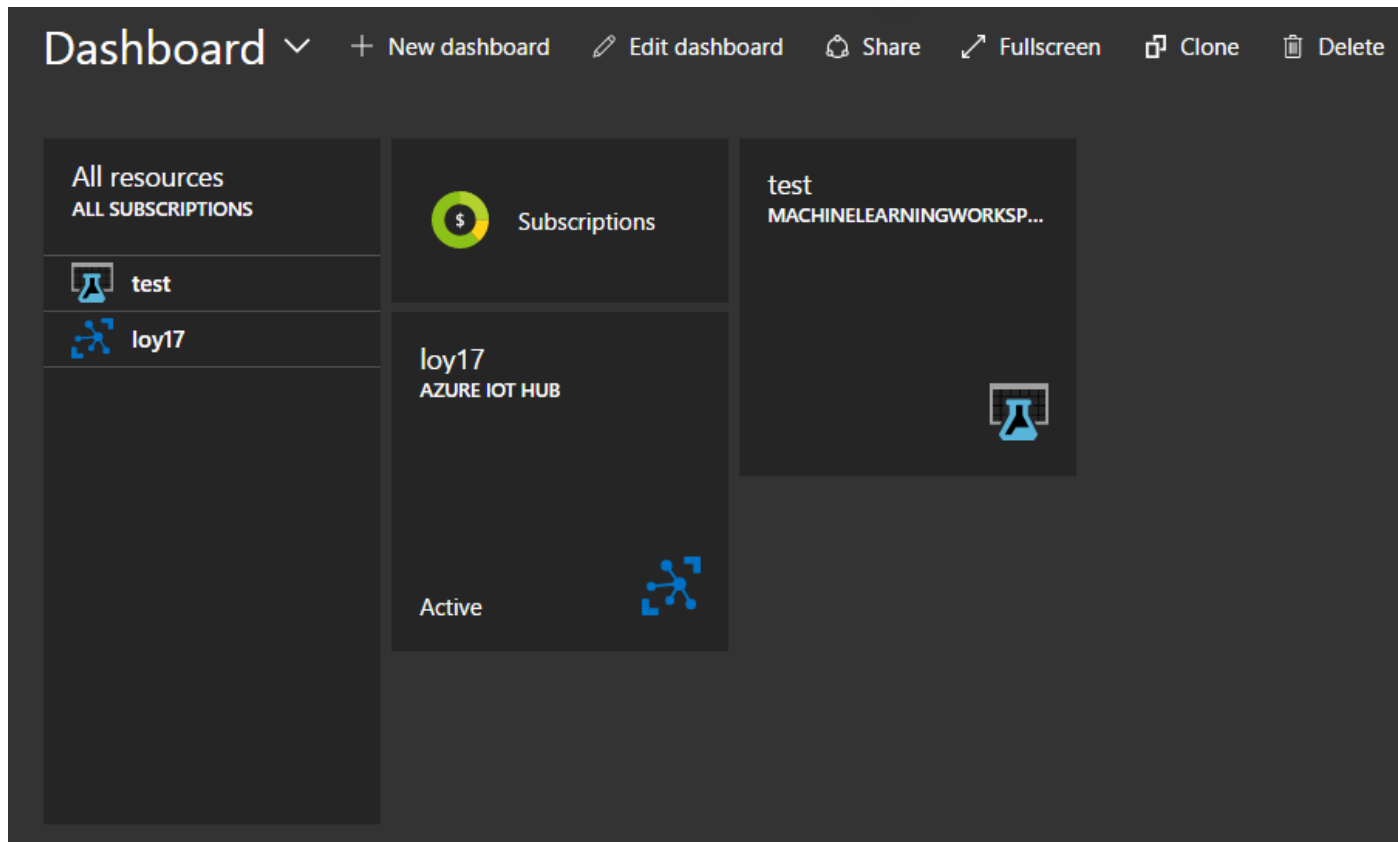 Dashboard
New dashboard
Edit dashboard
Share
Fullscreen
Clone
Delete
All resources
ALL SUBSCRIPTIONS
test
loy17
$
Subscriptions
loy17
AZURE IOT HUB
Active
test
MACHINELEARNINGWORKSP...